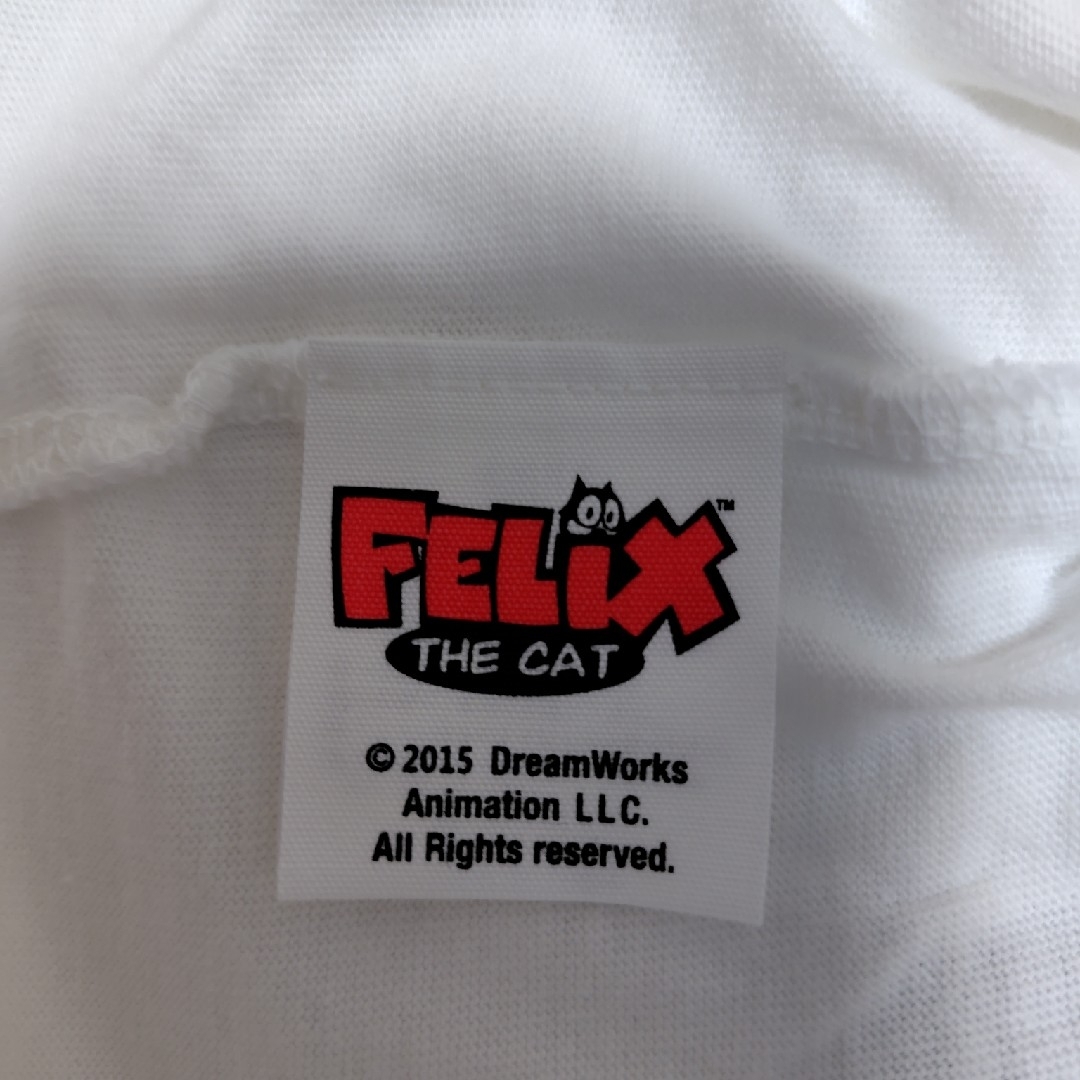 FELiX™
THE CAT
© 2015 DreamWorks
Animation LLC.
All Rights reserved.